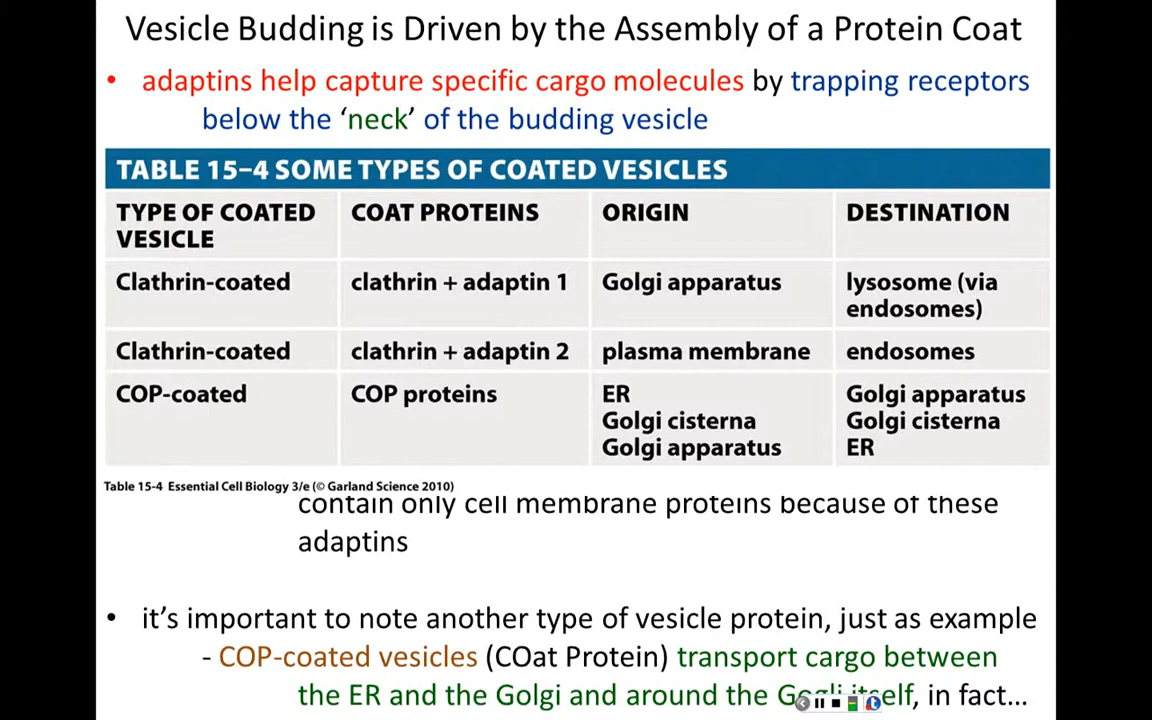 Vesicle Budding is Driven by the Assembly of a Protein Coat
• adaptins help capture specific cargo molecules by trapping receptors
below the ‘neck’ of the budding vesicle
TABLE 15–4 SOME TYPES OF COATED VESICLES
TYPE OF COATED VESICLE COAT PROTEINS ORIGIN DESTINATION
Clathrin-coated clathrin + adaptin 1 Golgi apparatus lysosome (via endosomes)
Clathrin-coated clathrin + adaptin 2 plasma membrane endosomes
COP-coated COP proteins ER Golgi apparatus
Golgi cisterna Golgi cisterna
Golgi apparatus ER
Table 15-4 Essential Cell Biology 3/e (© Garland Science 2010)
contain only cell membrane proteins because of these
adaptins
• it’s important to note another type of vesicle protein, just as example
- COP-coated vesicles (COat Protein) transport cargo between
the ER and the Golgi and around the Gogli itself, in fact...